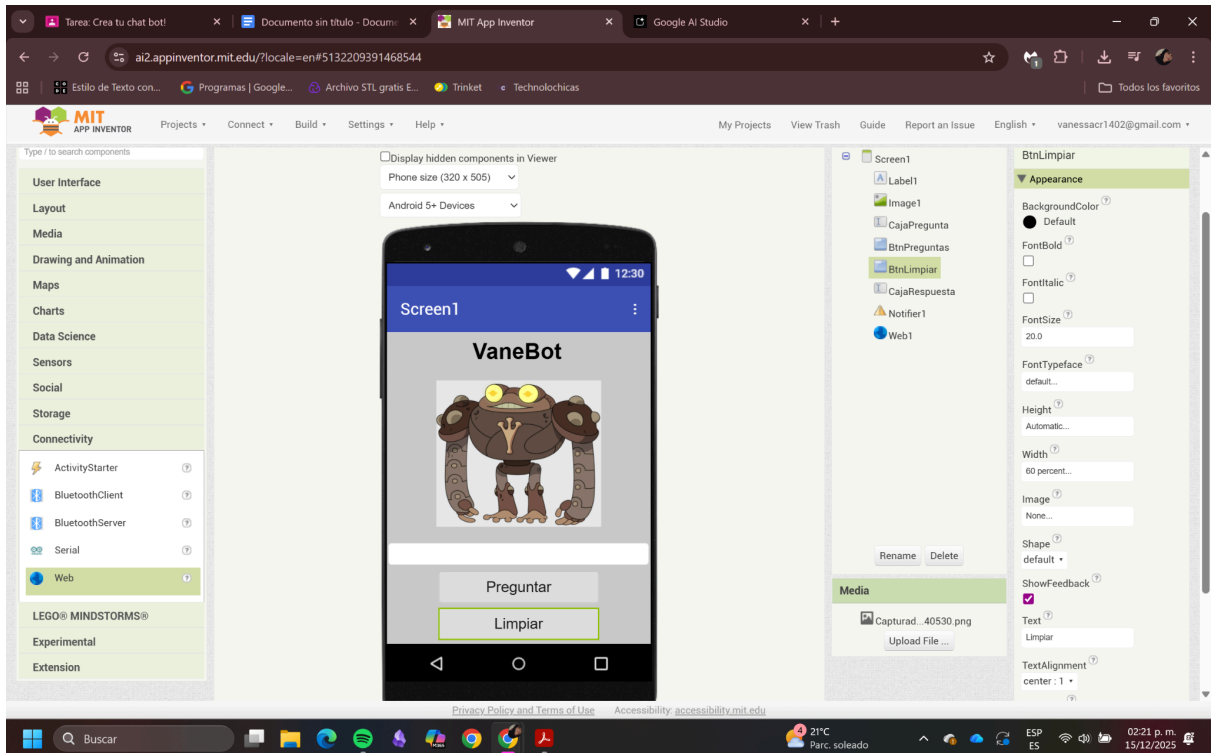 Tarea: Crea tu chat bot!
Documento sin título - Docume
MIT App Inventor
Google AI Studio
ai2.appinventor.mit.edu/?locale=en#5132209391468544
Estilo de Texto con...
Programas | Google...
Archivo STL gratis E...
Trinket
Technolochicas
Todos los favoritos
MIT
APP INVENTOR
Projects
Connect
Build
Settings
Help
My Projects
View Trash
Guide
Report an Issue
English
vanessacr1402@gmail.com
Type / to search components
User Interface
Layout
Media
Drawing and Animation
Maps
Charts
Data Science
Sensors
Social
Storage
Connectivity
ActivityStarter
BluetoothClient
BluetoothServer
Serial
Web
LEGO® MINDSTORMS®
Experimental
Extension
Display hidden components in Viewer
Phone size (320 x 505)
Android 5+ Devices
12:30
Screen1
VaneBot
Preguntar
Limpiar
Screen1
Label1
Image1
CajaPregunta
BtnPreguntas
BtnLimpiar
CajaRespuesta
Notifier1
Web1
Rename
Delete
Media
Capturad...40530.png
Upload File ...
BtnLimpiar
Appearance
BackgroundColor
Default
FontBold
FontItalic
FontSize
20.0
FontTypeface
default...
Height
Automatic...
Width
60 percent...
Image
None...
Shape
default
ShowFeedback
Text
Limpiar
TextAlignment
center : 1
Privacy Policy and Terms of Use
Accessibility: accessibility.mit.edu
Buscar
4
21°C
Parc. soleado
ESP
ES
02:21 p. m.
15/12/2025